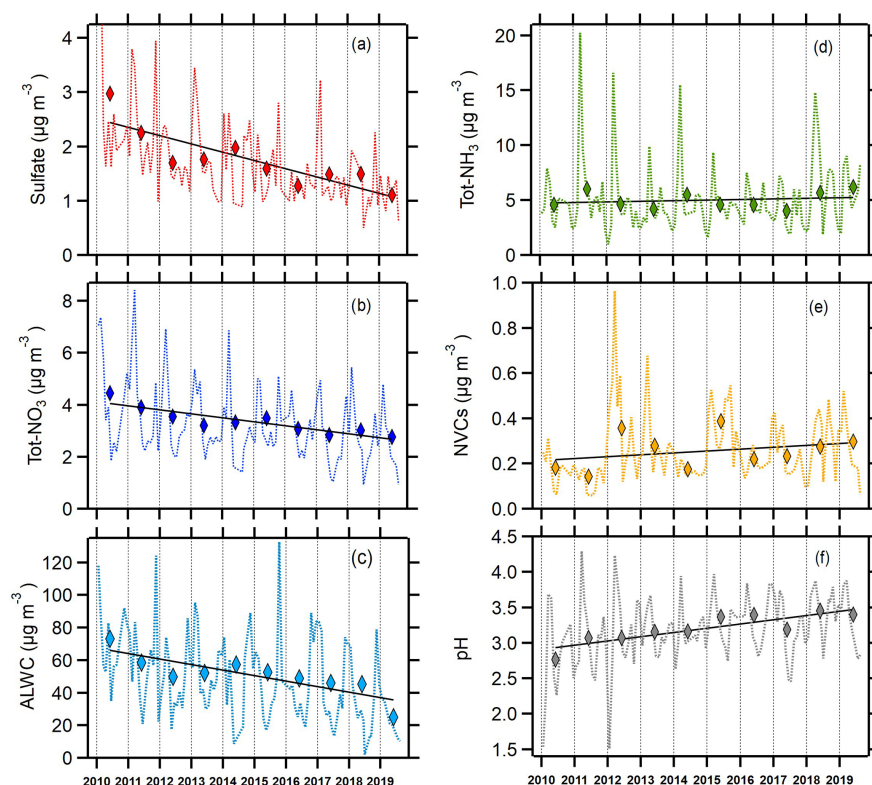 (a)
Sulfate (µg m⁻³)
4
3
2
1
0
(b)
Tot-NO₃ (µg m⁻³)
8
6
4
2
0
(c)
ALWC (µg m⁻³)
120
100
80
60
40
20
0
2010 2011 2012 2013 2014 2015 2016 2017 2018 2019
(d)
Tot-NH₃ (µg m⁻³)
20
15
10
5
0
(e)
NVCs (µg m⁻³)
1.0
0.8
0.6
0.4
0.2
0.0
(f)
pH
4.5
4.0
3.5
3.0
2.5
2.0
1.5
2010 2011 2012 2013 2014 2015 2016 2017 2018 2019